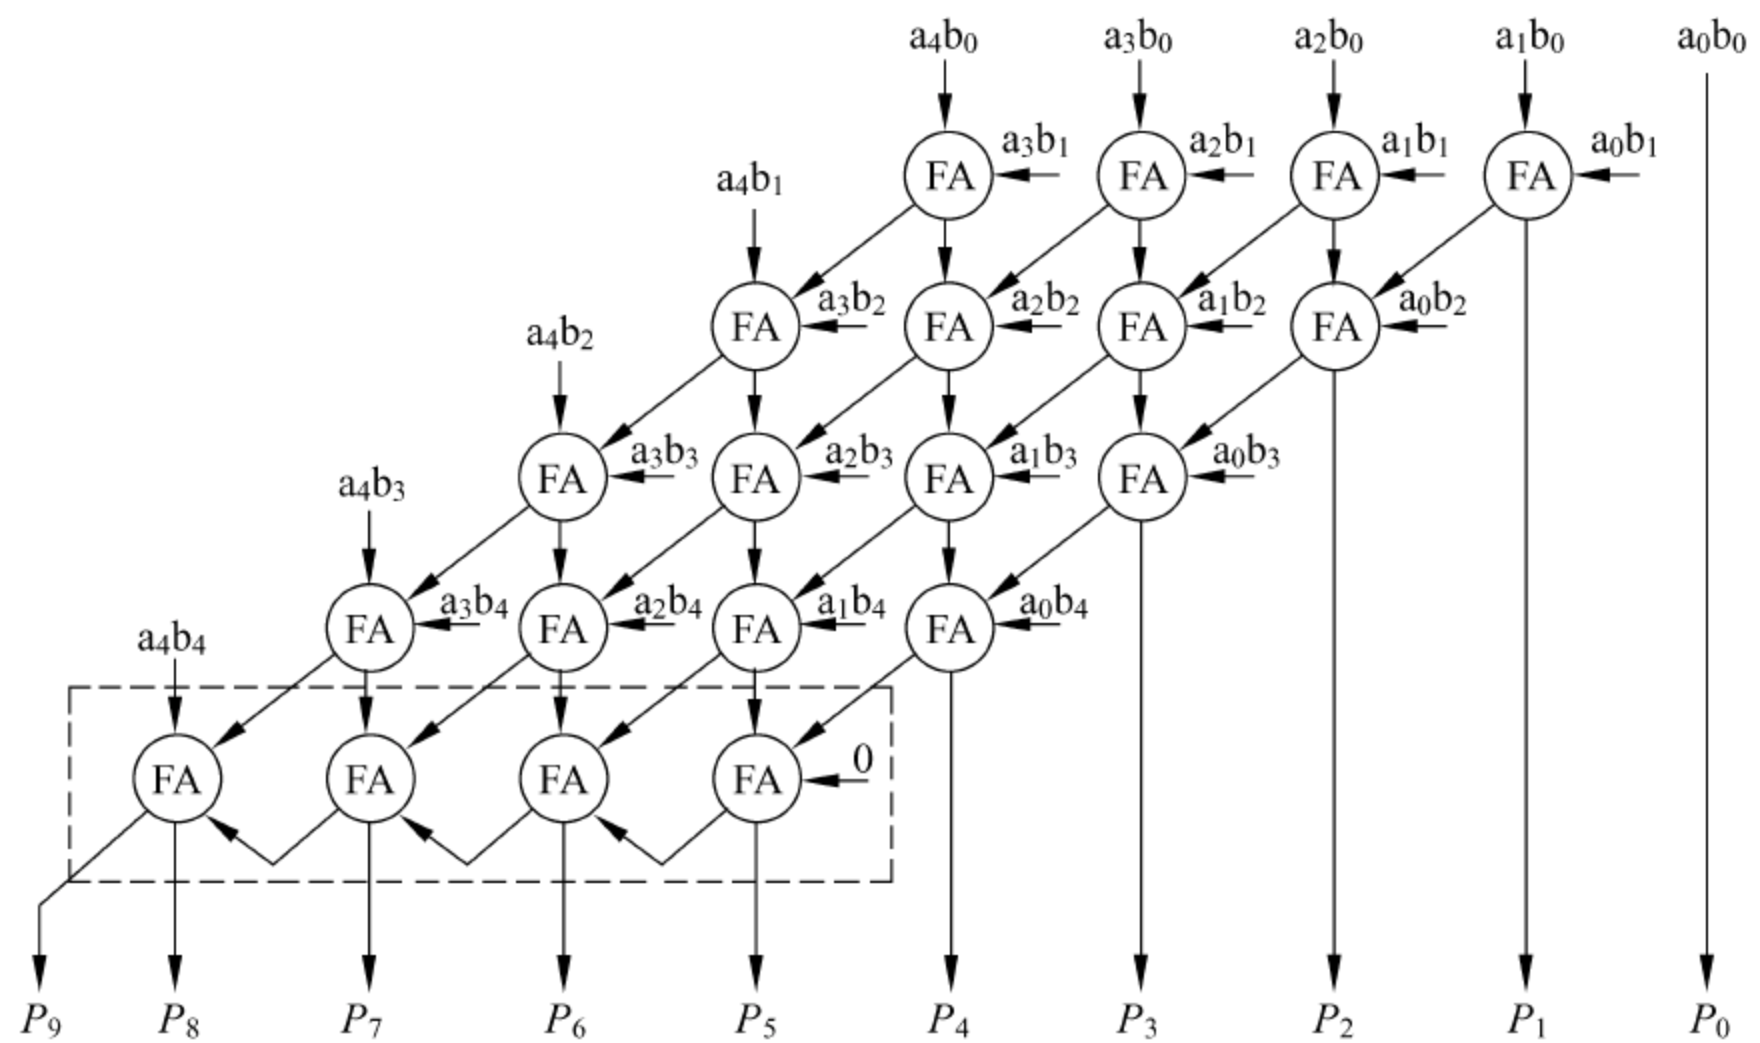 a₄b₀ a₃b₀ a₂b₀ a₁b₀ a₀b₀
a₃b₁ a₂b₁ a₁b₁ a₀b₁
FA FA FA FA
a₄b₁
a₃b₂ a₂b₂ a₁b₂ a₀b₂
FA FA FA FA
a₄b₂
a₃b₃ a₂b₃ a₁b₃ a₀b₃
FA FA FA FA
a₄b₃
a₃b₄ a₂b₄ a₁b₄ a₀b₄
FA FA FA FA
a₄b₄
0
FA FA FA FA
P₉ P₈ P₇ P₆ P₅ P₄ P₃ P₂ P₁ P₀